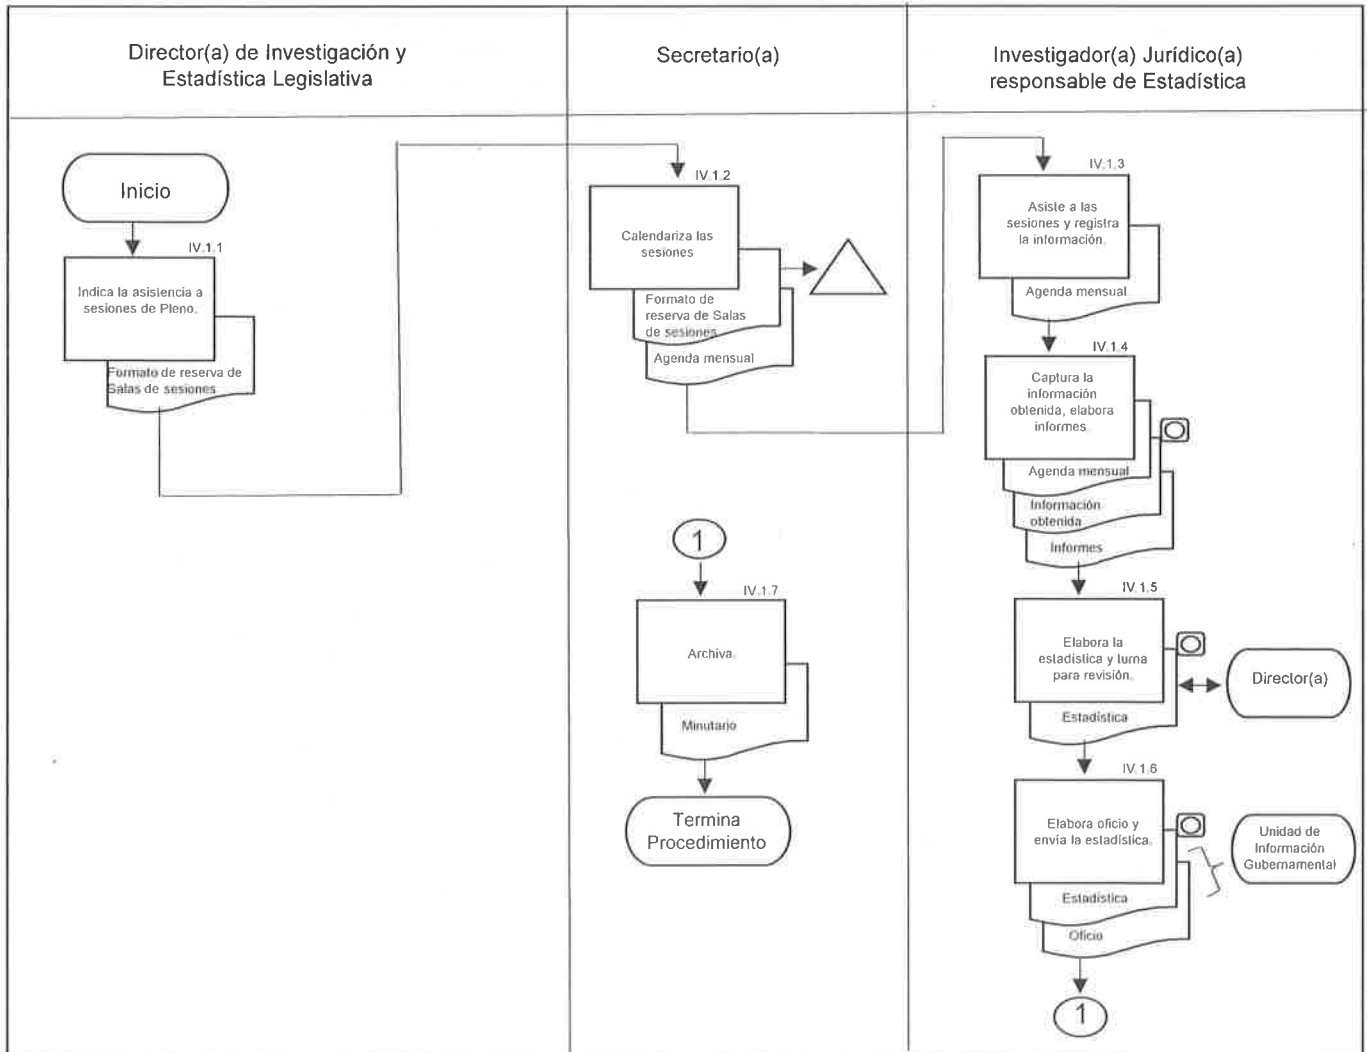 Director(a) de Investigación y
Estadística Legislativa
Secretario(a)
Investigador(a) Jurídico(a)
responsable de Estadística
Inicio
IV.1.1
Indica la asistencia a
sesiones de Pleno.
Formato de reserva de
Salas de sesiones
IV.1.2
Calendariza las
sesiones
Formato de
reserva de Salas
de sesiones
Agenda mensual
IV.1.3
Asiste a las
sesiones y registra
la información.
Agenda mensual
IV.1.4
Captura la
información
obtenida, elabora
informes.
Agenda mensual
Información
obtenida
Informes
IV.1.5
Elabora la
estadística y turna
para revisión.
Estadística
Director(a)
IV.1.6
Elabora oficio y
envía la estadística.
Estadística
Oficio
Unidad de
Información
Gubernamental
1
1
IV.1.7
Archiva.
Minutario
Termina
Procedimiento